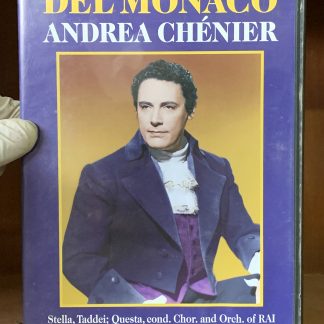 DEL MONACO
ANDREA CHÉNIER
Stella, Taddei; Questa, cond. Chor. and Orch. of RAI